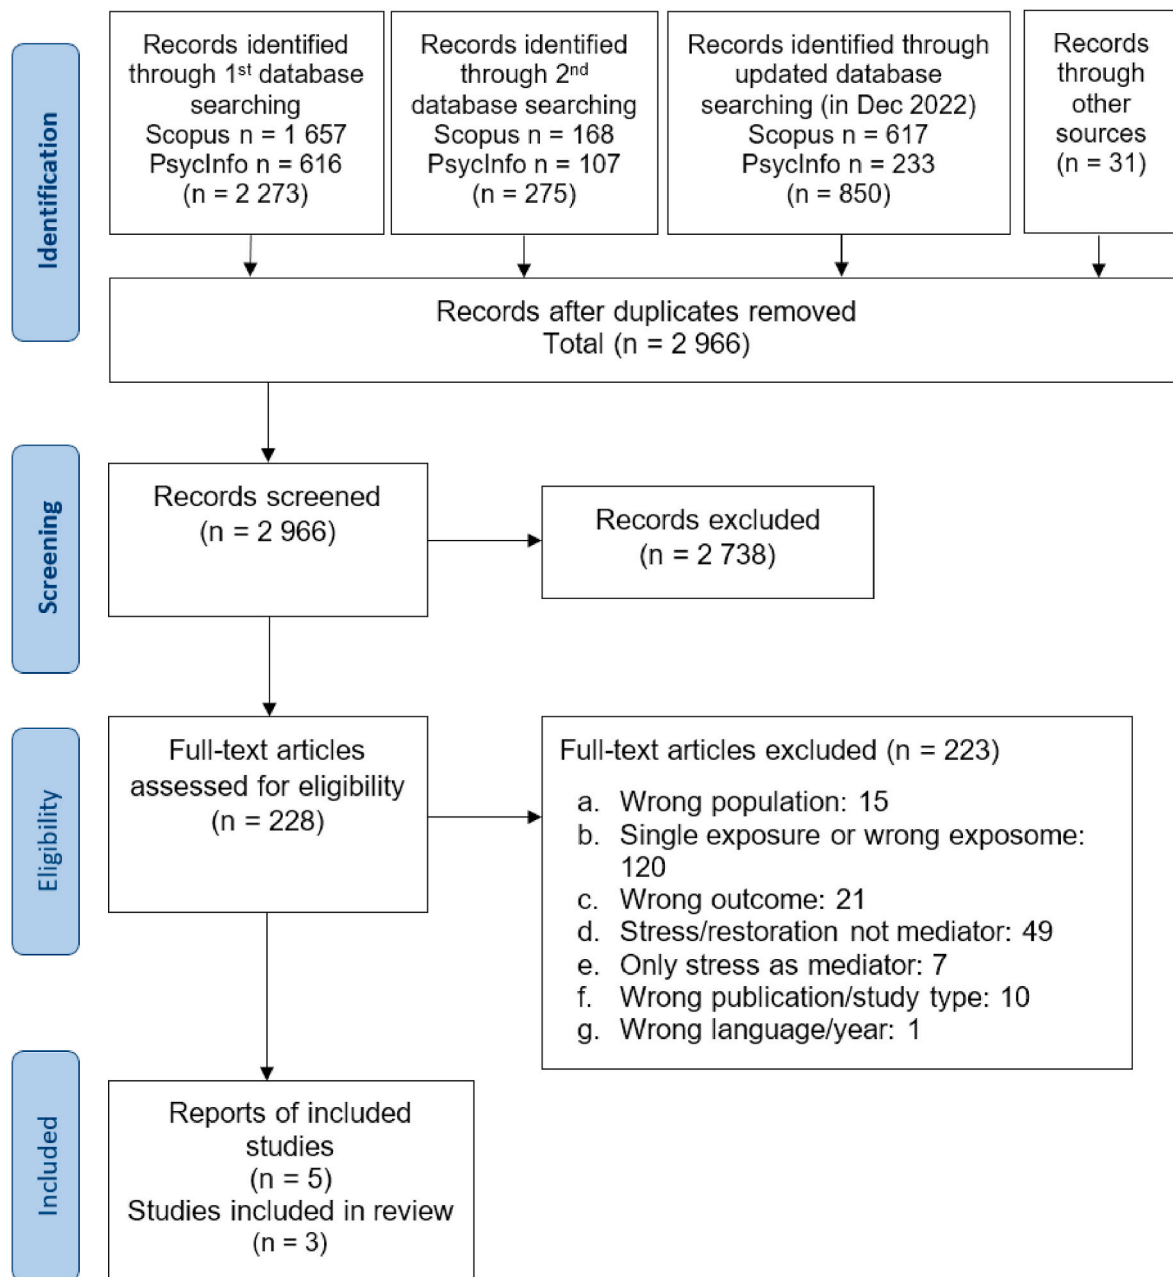 Identification
Records identified
through 1st database
searching
Scopus n = 1 657
PsycInfo n = 616
(n = 2 273)
Records identified
through 2nd
database searching
Scopus n = 168
PsycInfo n = 107
(n = 275)
Records identified through
updated database
searching (in Dec 2022)
Scopus n = 617
PsycInfo n = 233
(n = 850)
Records
through
other
sources
(n = 31)
Records after duplicates removed
Total (n = 2 966)
Screening
Records screened
(n = 2 966)
Records excluded
(n = 2 738)
Eligibility
Full-text articles
assessed for eligibility
(n = 228)
Full-text articles excluded (n = 223)
a. Wrong population: 15
b. Single exposure or wrong exposome:
120
c. Wrong outcome: 21
d. Stress/restoration not mediator: 49
e. Only stress as mediator: 7
f. Wrong publication/study type: 10
g. Wrong language/year: 1
Included
Reports of included
studies
(n = 5)
Studies included in review
(n = 3)